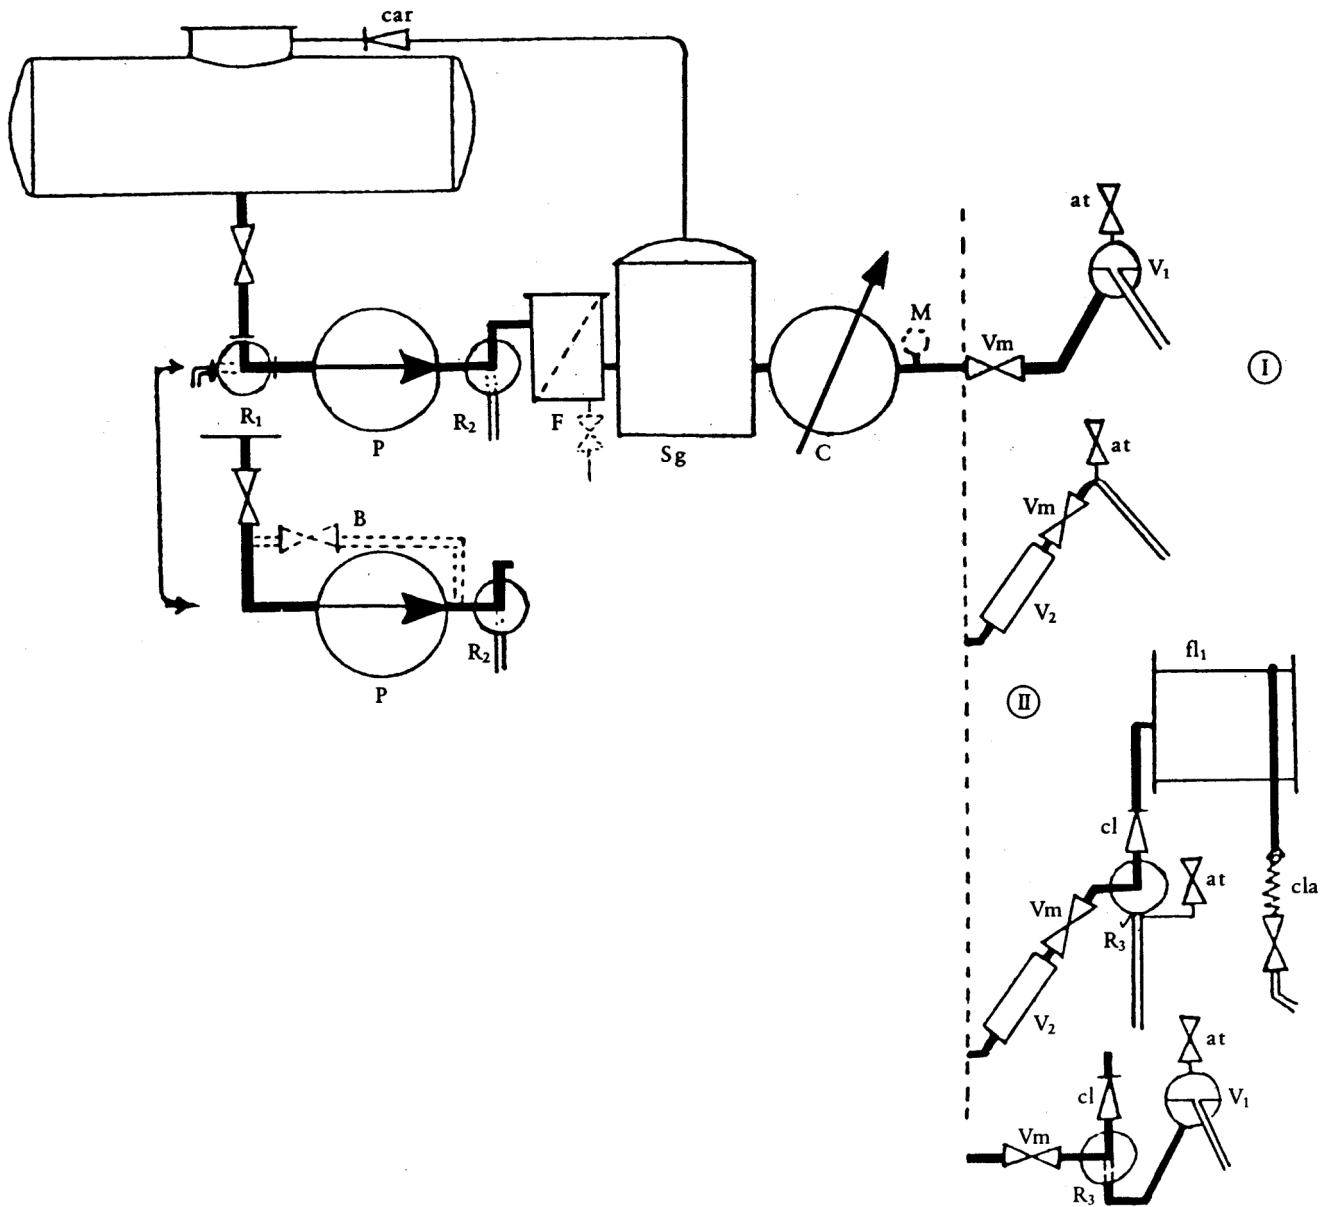 car
at
V₁
M
Vm
I
R₁
P
R₂
F
Sg
C
at
Vm
B
V₂
R₂
P
fl₁
II
cl
at
cla
Vm
R₃
V₂
at
cl
V₁
Vm
R₃